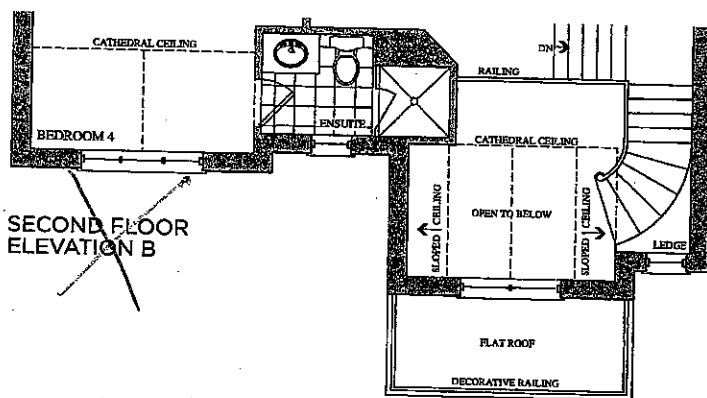 DN
CATHEDRAL CEILING
RAILING
ENSUITE
BEDROOM 4
CATHEDRAL CEILING
SLOPED CEILING
OPEN TO BELOW
SLOPED CEILING
SECOND FLOOR
ELEVATION B
LEDGE
FLAT ROOF
DECORATIVE RAILING